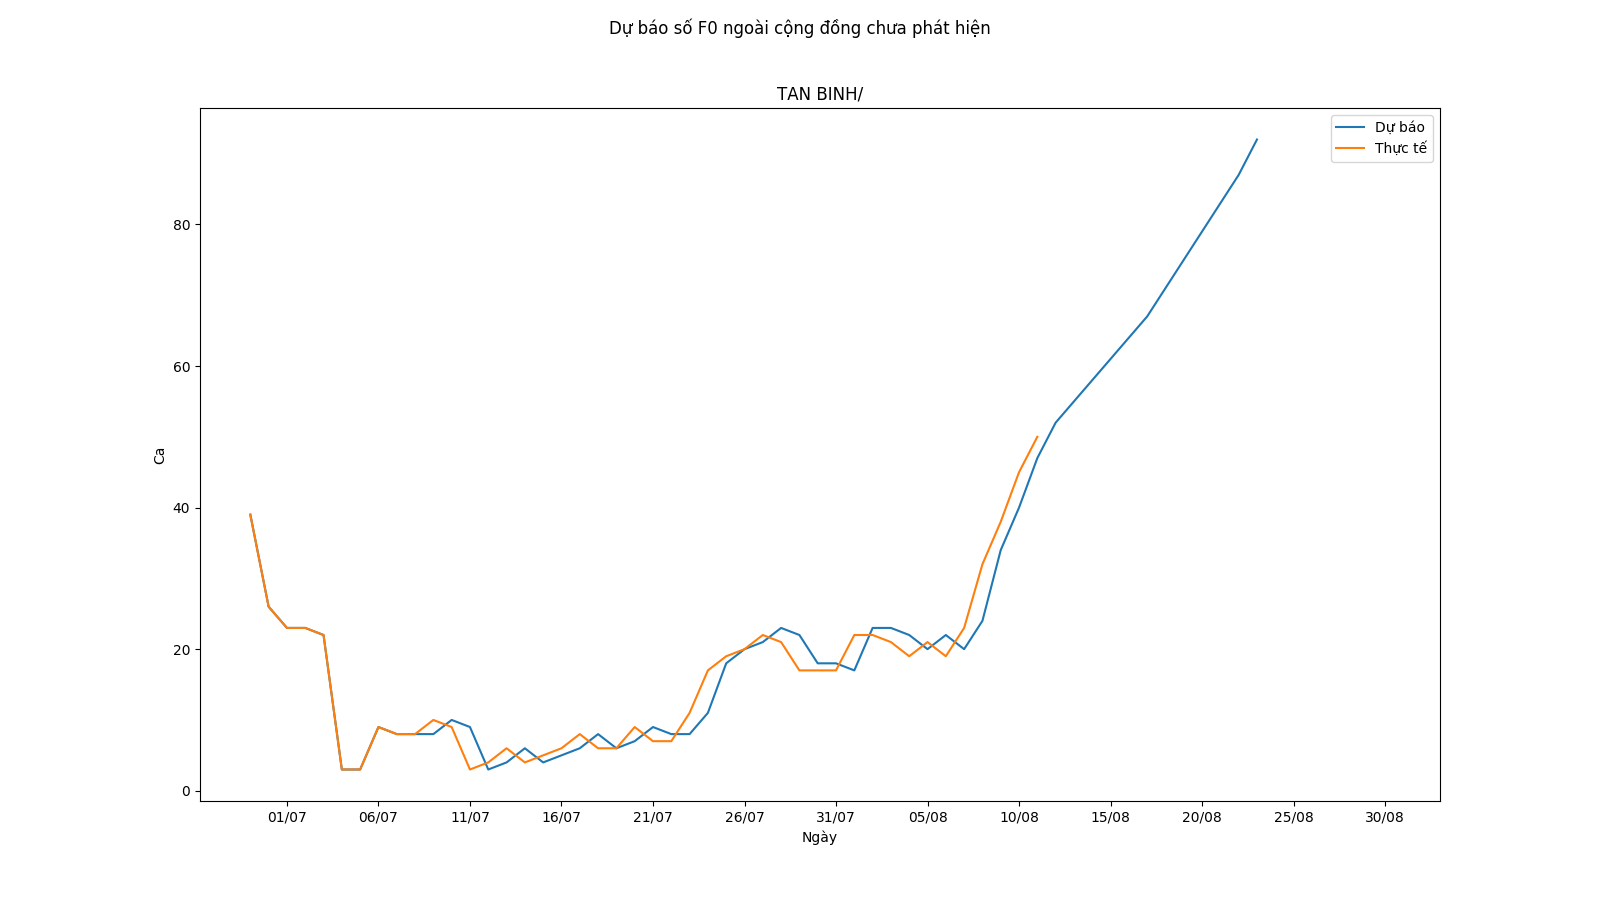 Dự báo số F0 ngoài cộng đồng chưa phát hiện
TAN BINH/
Dự báo
Thực tế
80
60
40
20
0
Ca
01/07 06/07 11/07 16/07 21/07 26/07 31/07 05/08 10/08 15/08 20/08 25/08 30/08
Ngày